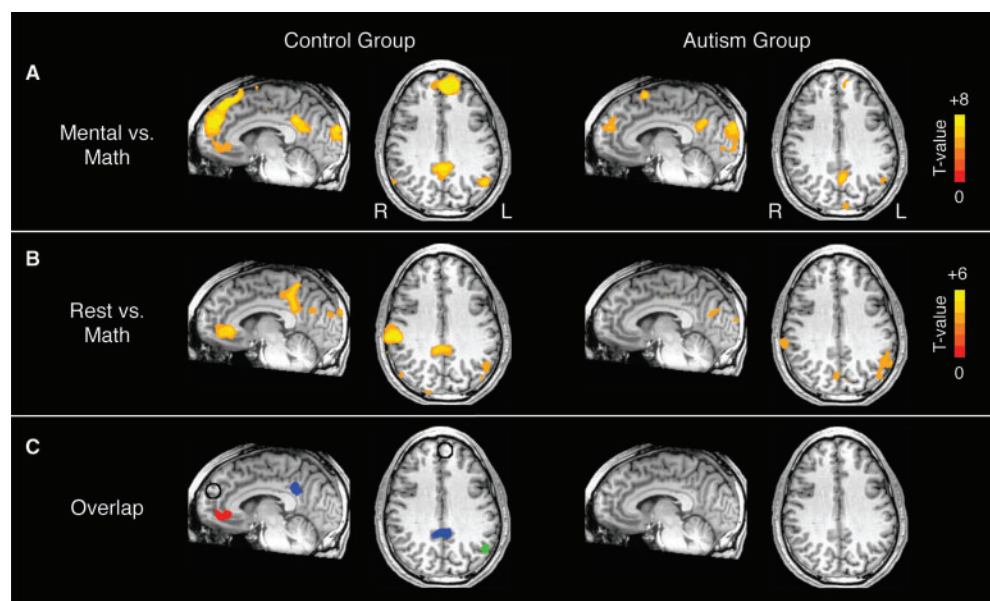 Control Group
Autism Group
A
Mental vs.
Math
R
L
R
L
+8
T-value
0
B
Rest vs.
Math
+6
T-value
0
C
Overlap